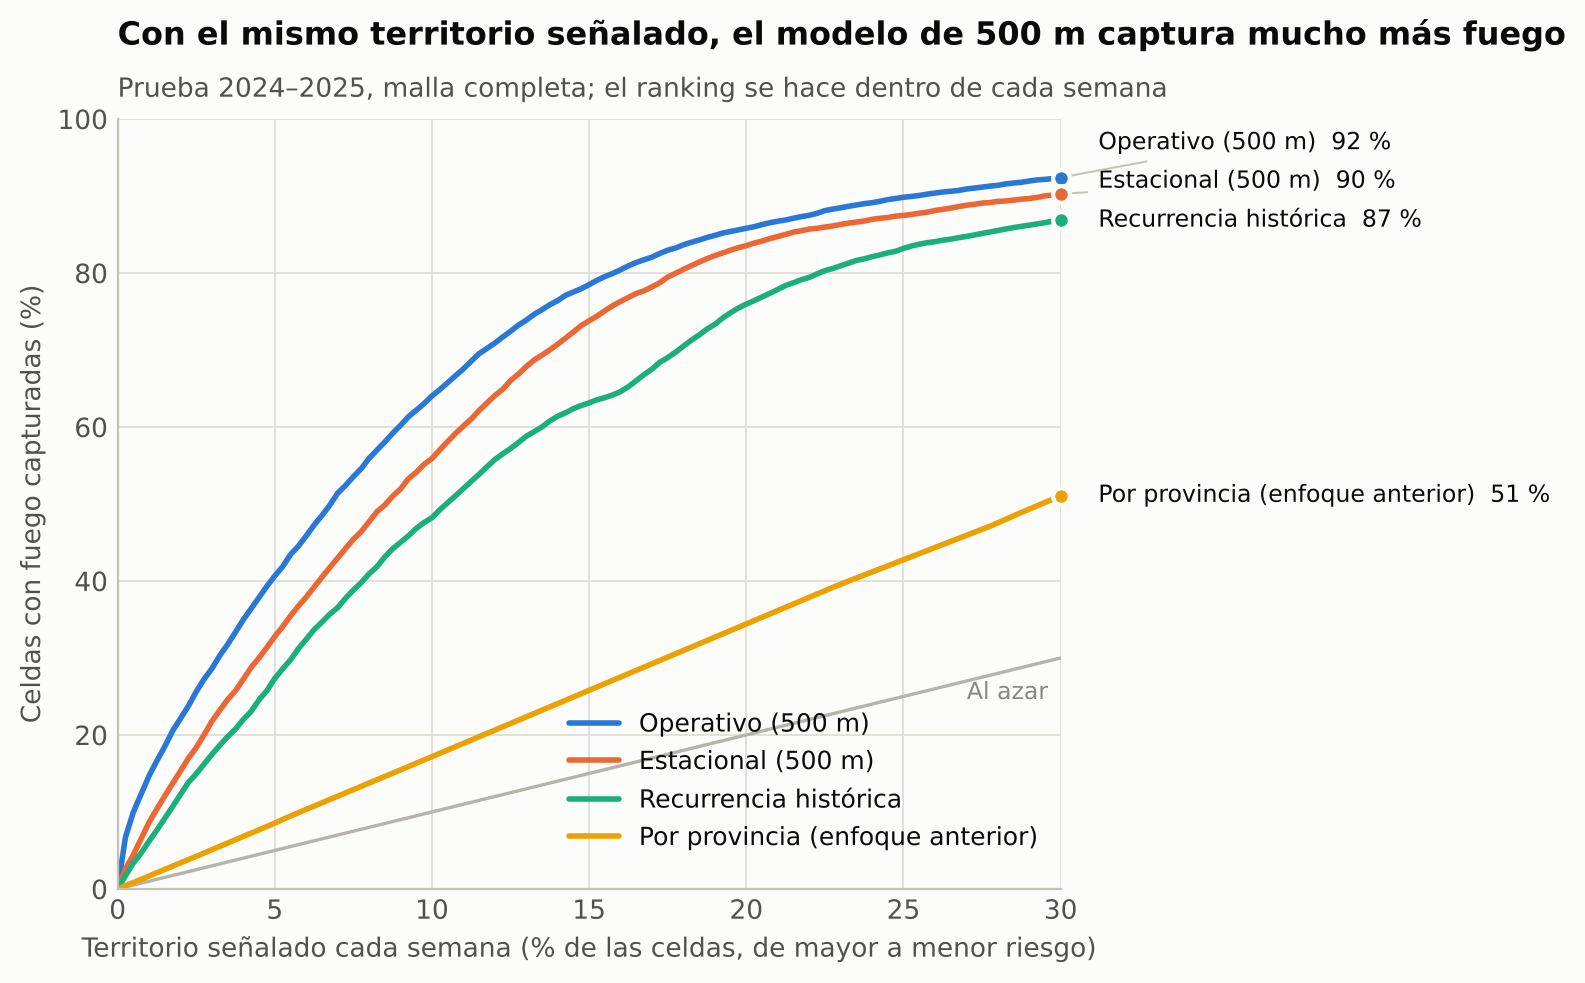 Con el mismo territorio señalado, el modelo de 500 m captura mucho más fuego
Prueba 2024–2025, malla completa; el ranking se hace dentro de cada semana
Celdas con fuego capturadas (%)
100
80
60
40
20
0
Operativo (500 m) 92 %
Estacional (500 m) 90 %
Recurrencia histórica 87 %
Por provincia (enfoque anterior) 51 %
Al azar
Operativo (500 m)
Estacional (500 m)
Recurrencia histórica
Por provincia (enfoque anterior)
0 5 10 15 20 25 30
Territorio señalado cada semana (% de las celdas, de mayor a menor riesgo)